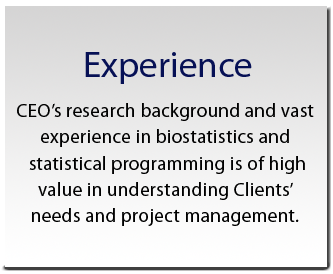 Experience
CEO’s research background and vast
experience in biostatistics and
statistical programming is of high
value in understanding Clients’
needs and project management.